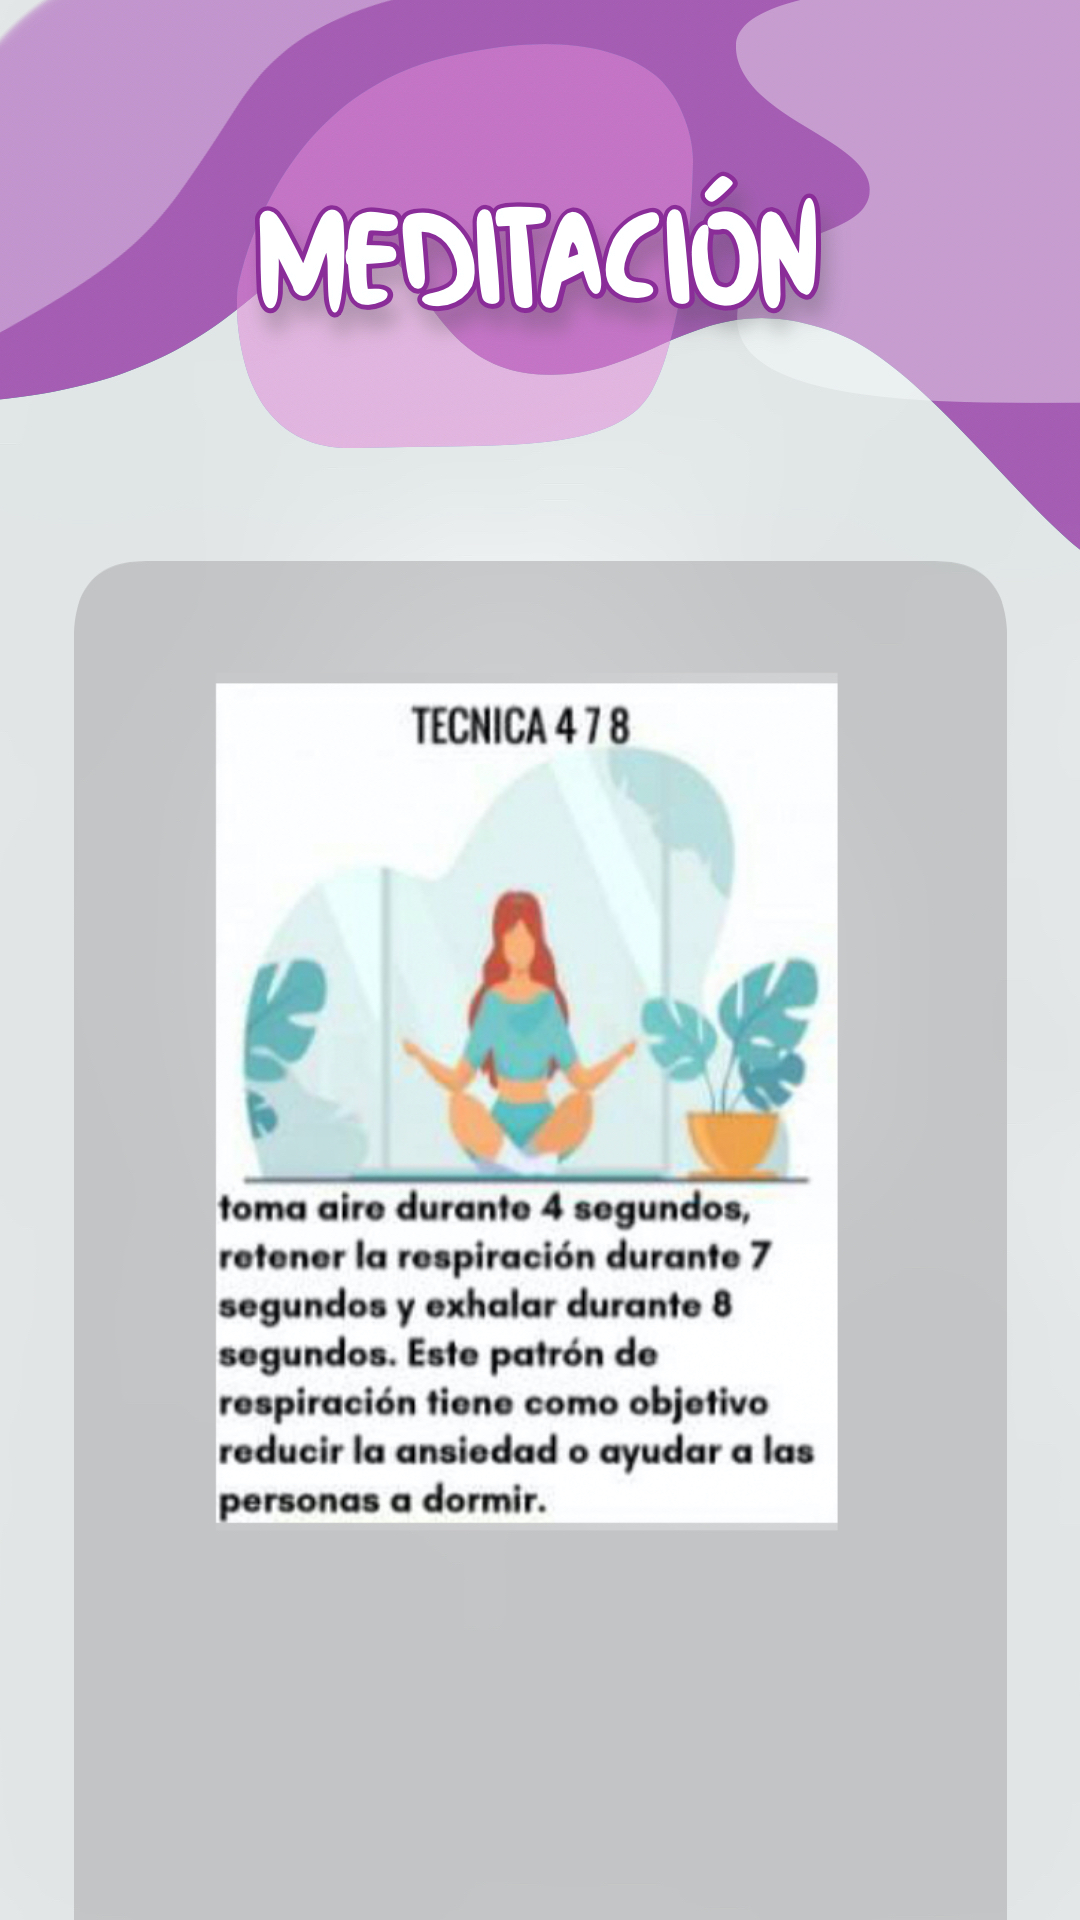 MEDITACIÓN
TECNICA 4 7 8
toma aire durante 4 segundos,
retener la respiración durante 7
segundos y exhalar durante 8
segundos. Este patrón de
respiración tiene como objetivo
reducir la ansiedad o ayudar a las
personas a dormir.